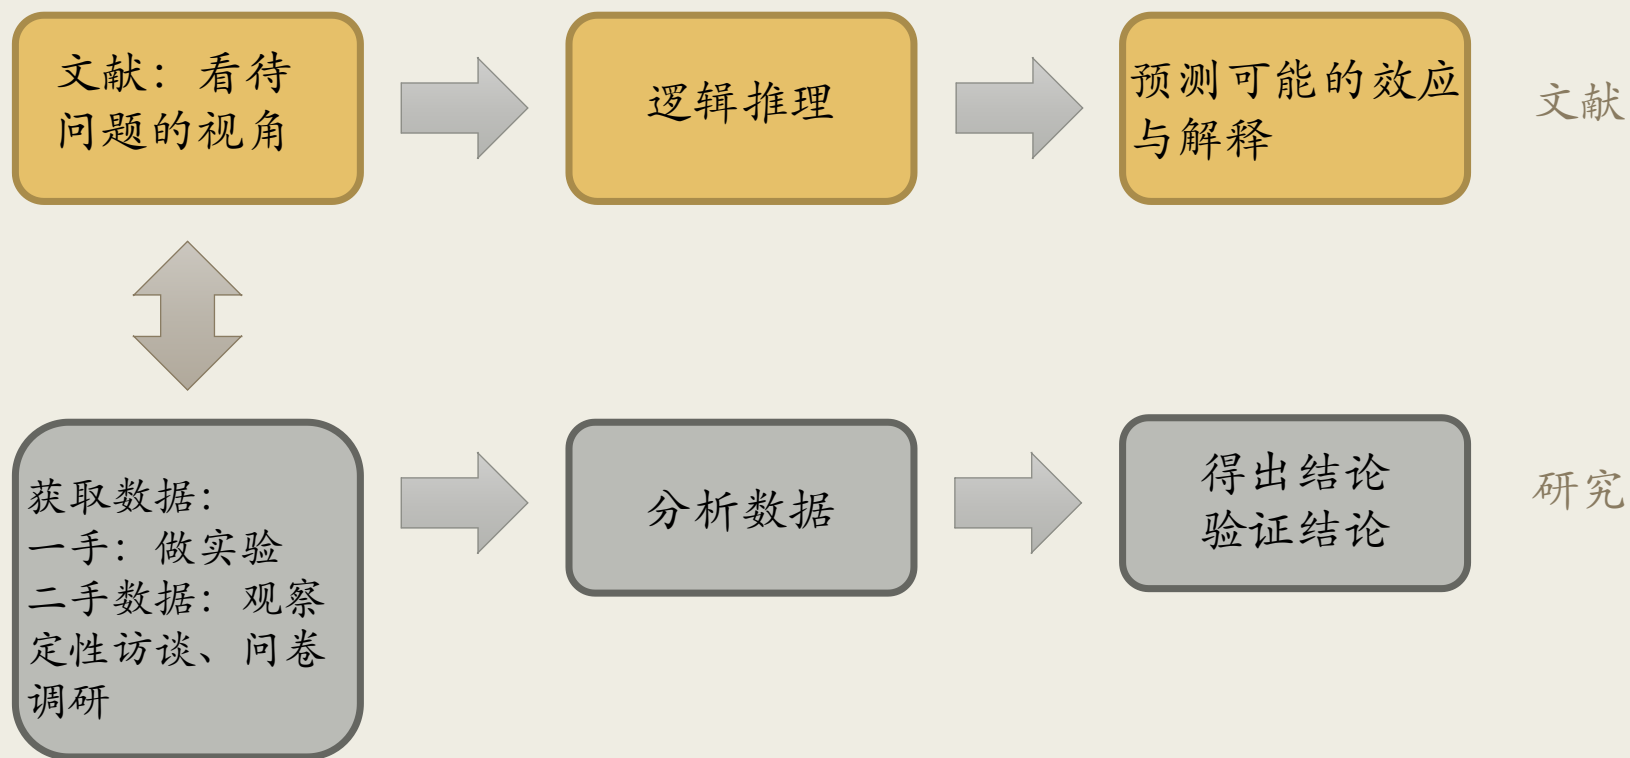 文献：看待
问题的视角
逻辑推理
预测可能的效应
与解释
文献
获取数据：
一手：做实验
二手数据：观察
定性访谈、问卷
调研
分析数据
得出结论
验证结论
研究